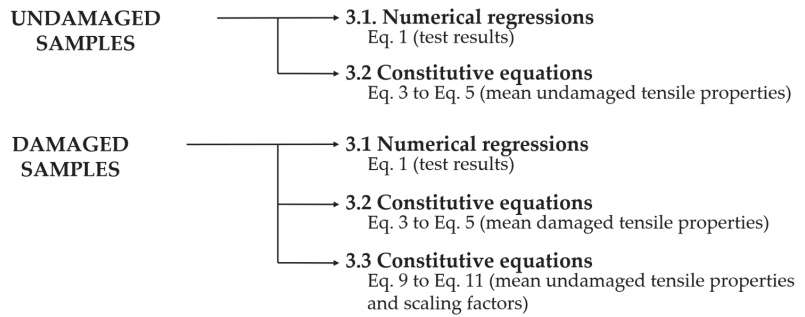 UNDAMAGED
SAMPLES
3.1. Numerical regressions
Eq. 1 (test results)
3.2 Constitutive equations
Eq. 3 to Eq. 5 (mean undamaged tensile properties)
DAMAGED
SAMPLES
3.1 Numerical regressions
Eq. 1 (test results)
3.2 Constitutive equations
Eq. 3 to Eq. 5 (mean damaged tensile properties)
3.3 Constitutive equations
Eq. 9 to Eq. 11 (mean undamaged tensile properties
and scaling factors)